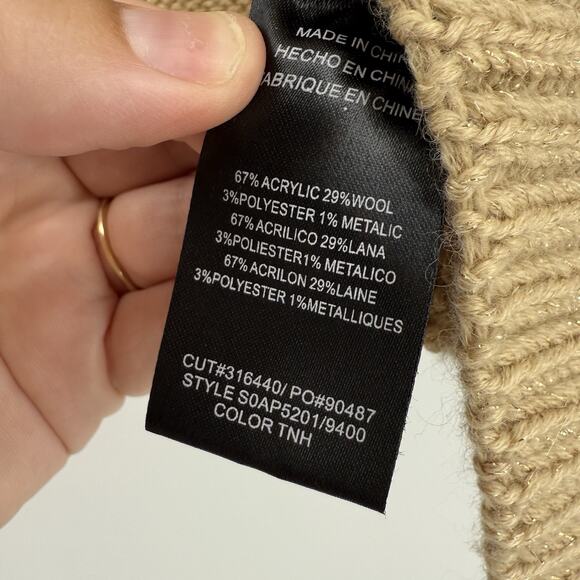 MADE IN CHIN
HECHO EN CHIN
FABRIQUE EN CHINE
67% ACRYLIC 29%WOOL
3%POLYESTER 1% METALIC
67% ACRILICO 29%LANA
3%POLIESTER1% METALICO
67% ACRILON 29%LAINE
3%POLYESTER 1%METALLIQUES
CUT#316440/ PO#90487
STYLE S0AP5201/9400
COLOR TNH